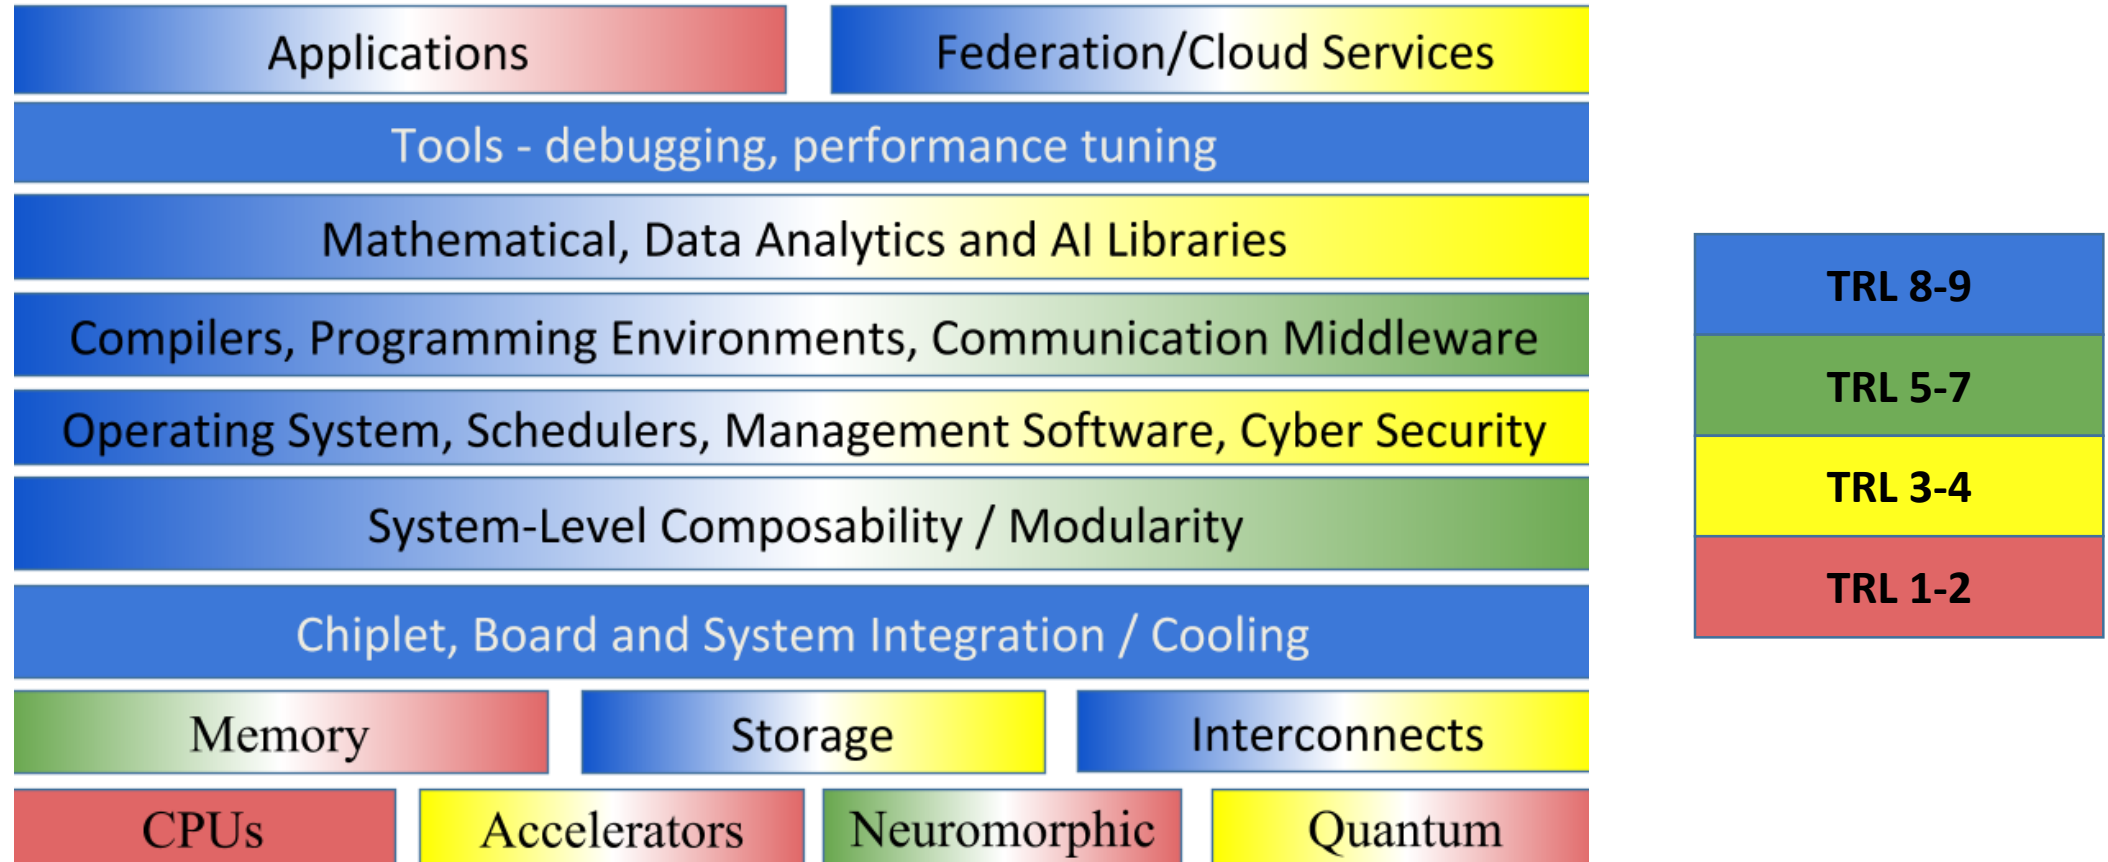 Applications
Federation/Cloud Services
Tools - debugging, performance tuning
Mathematical, Data Analytics and AI Libraries
Compilers, Programming Environments, Communication Middleware
Operating System, Schedulers, Management Software, Cyber Security
System-Level Composability / Modularity
Chiplet, Board and System Integration / Cooling
Memory
Storage
Interconnects
CPUs
Accelerators
Neuromorphic
Quantum
TRL 8-9
TRL 5-7
TRL 3-4
TRL 1-2